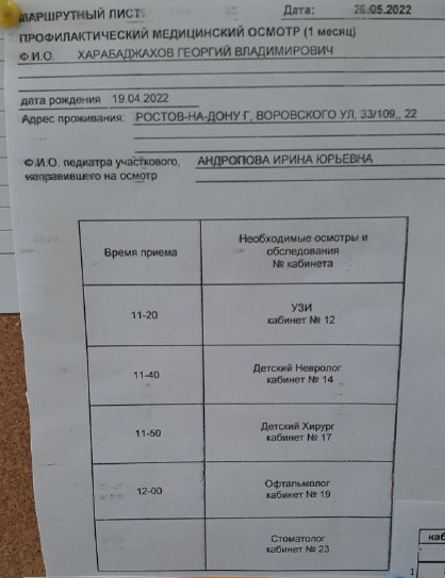 МАРШРУТНЫЙ ЛИСТ Дата: 26.05.2022
ПРОФИЛАКТИЧЕСКИЙ МЕДИЦИНСКИЙ ОСМОТР (1 месяц)
Ф.И.О. ХАРАБАДЖАХОВ ГЕОРГИЙ ВЛАДИМИРОВИЧ
дата рождения 19.04.2022
Адрес проживания: РОСТОВ-НА-ДОНУ Г, ВОРОВСКОГО УЛ, 33/109,, 22
Ф.И.О. педиатра участкового, АНДРОПОВА ИРИНА ЮРЬЕВНА
направившего на осмотр
Время приема
Необходимые осмотры и
обследования
№ кабинета
11-20
УЗИ
кабинет № 12
11-40
Детский Невролог
кабинет № 14
11-50
Детский Хирург
кабинет № 17
12-00
Офтальмолог
кабинет № 19
Стоматолог
кабинет № 23
каб
1